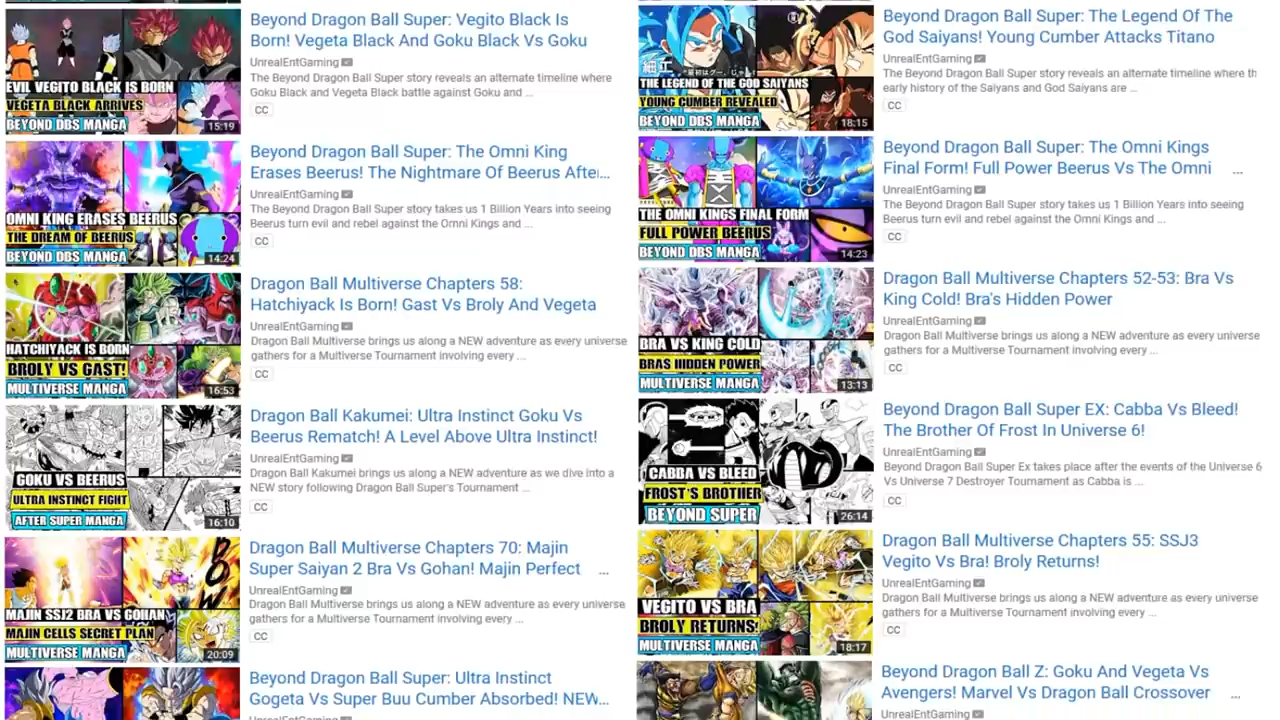 Beyond Dragon Ball Super: Vegito Black Is
Born! Vegeta Black And Goku Black Vs Goku
UnrealEntGaming
The Beyond Dragon Ball Super story reveals an alternate timeline where
Goku Black and Vegeta Black battle against Goku and ...
CC
EVIL VEGITO BLACK IS BORN
VEGETA BLACK ARRIVES
BEYOND DBS MANGA
15:19
Beyond Dragon Ball Super: The Omni King
Erases Beerus! The Nightmare Of Beerus Afte...
UnrealEntGaming
The Beyond Dragon Ball Super story takes us 1 Billion Years into seeing
Beerus turn evil and rebel against the Omni Kings and ...
CC
OMNI KING ERASES BEERUS
THE DREAM OF BEERUS
BEYOND DBS MANGA
14:24
Dragon Ball Multiverse Chapters 58:
Hatchiyack Is Born! Gast Vs Broly And Vegeta
UnrealEntGaming
Dragon Ball Multiverse brings us along a NEW adventure as every universe
gathers for a Multiverse Tournament involving every ...
CC
HATCHIYACK IS BORN
BROLY VS GAST!
MULTIVERSE MANGA
16:53
Dragon Ball Kakumei: Ultra Instinct Goku Vs
Beerus Rematch! A Level Above Ultra Instinct!
UnrealEntGaming
Dragon Ball Kakumei brings us along a NEW adventure as we dive into a
NEW story following Dragon Ball Super's Tournament ...
CC
GOKU VS BEERUS
ULTRA INSTINCT FIGHT
AFTER SUPER MANGA
16:10
Dragon Ball Multiverse Chapters 70: Majin
Super Saiyan 2 Bra Vs Gohan! Majin Perfect ...
UnrealEntGaming
Dragon Ball Multiverse brings us along a NEW adventure as every universe
gathers for a Multiverse Tournament involving every ...
CC
MAJIN SSJ2 BRA VS GOHAN
MAJIN CELLS SECRET PLAN
MULTIVERSE MANGA
20:09
Beyond Dragon Ball Super: Ultra Instinct
Gogeta Vs Super Buu Cumber Absorbed! NEW...
UnrealEntGaming
Beyond Dragon Ball Super: The Legend Of The
God Saiyans! Young Cumber Attacks Titano
UnrealEntGaming
The Beyond Dragon Ball Super story reveals an alternate timeline where th
early history of the Saiyans and God Saiyans are ...
CC
THE LEGEND OF THE GOD SAIYANS
YOUNG CUMBER REVEALED
BEYOND DBS MANGA
18:15
Beyond Dragon Ball Super: The Omni Kings
Final Form! Full Power Beerus Vs The Omni ...
UnrealEntGaming
The Beyond Dragon Ball Super story takes us 1 Billion Years into seeing
Beerus turn evil and rebel against the Omni Kings and ...
CC
THE OMNI KINGS FINAL FORM
FULL POWER BEERUS
BEYOND DBS MANGA
14:23
Dragon Ball Multiverse Chapters 52-53: Bra Vs
King Cold! Bra's Hidden Power
UnrealEntGaming
Dragon Ball Multiverse brings us along a NEW adventure as every universe
gathers for a Multiverse Tournament involving every ...
CC
BRA VS KING COLD
BRAS HIDDEN POWER
MULTIVERSE MANGA
13:13
Beyond Dragon Ball Super EX: Cabba Vs Bleed!
The Brother Of Frost In Universe 6!
UnrealEntGaming
Beyond Dragon Ball Super Ex takes place after the events of the Universe 6
Vs Universe 7 Destroyer Tournament as Cabba is ...
CC
CABBA VS BLEED
FROST'S BROTHER
BEYOND SUPER
26:14
Dragon Ball Multiverse Chapters 55: SSJ3
Vegito Vs Bra! Broly Returns!
UnrealEntGaming
Dragon Ball Multiverse brings us along a NEW adventure as every universe
gathers for a Multiverse Tournament involving every ...
CC
VEGITO VS BRA
BROLY RETURNS!
MULTIVERSE MANGA
18:17
Beyond Dragon Ball Z: Goku And Vegeta Vs
Avengers! Marvel Vs Dragon Ball Crossover ...
UnrealEntGaming